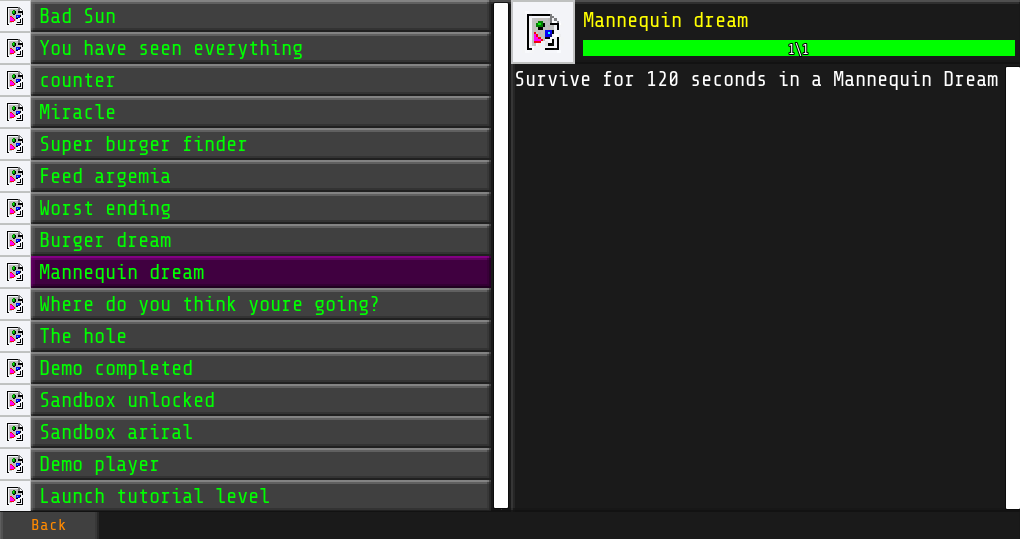 Bad Sun
You have seen everything
counter
Miracle
Super burger finder
Feed argemia
Worst ending
Burger dream
Mannequin dream
Where do you think youre going?
The hole
Demo completed
Sandbox unlocked
Sandbox ariral
Demo player
Launch tutorial level
Back
Mannequin dream
1\1
Survive for 120 seconds in a Mannequin Dream